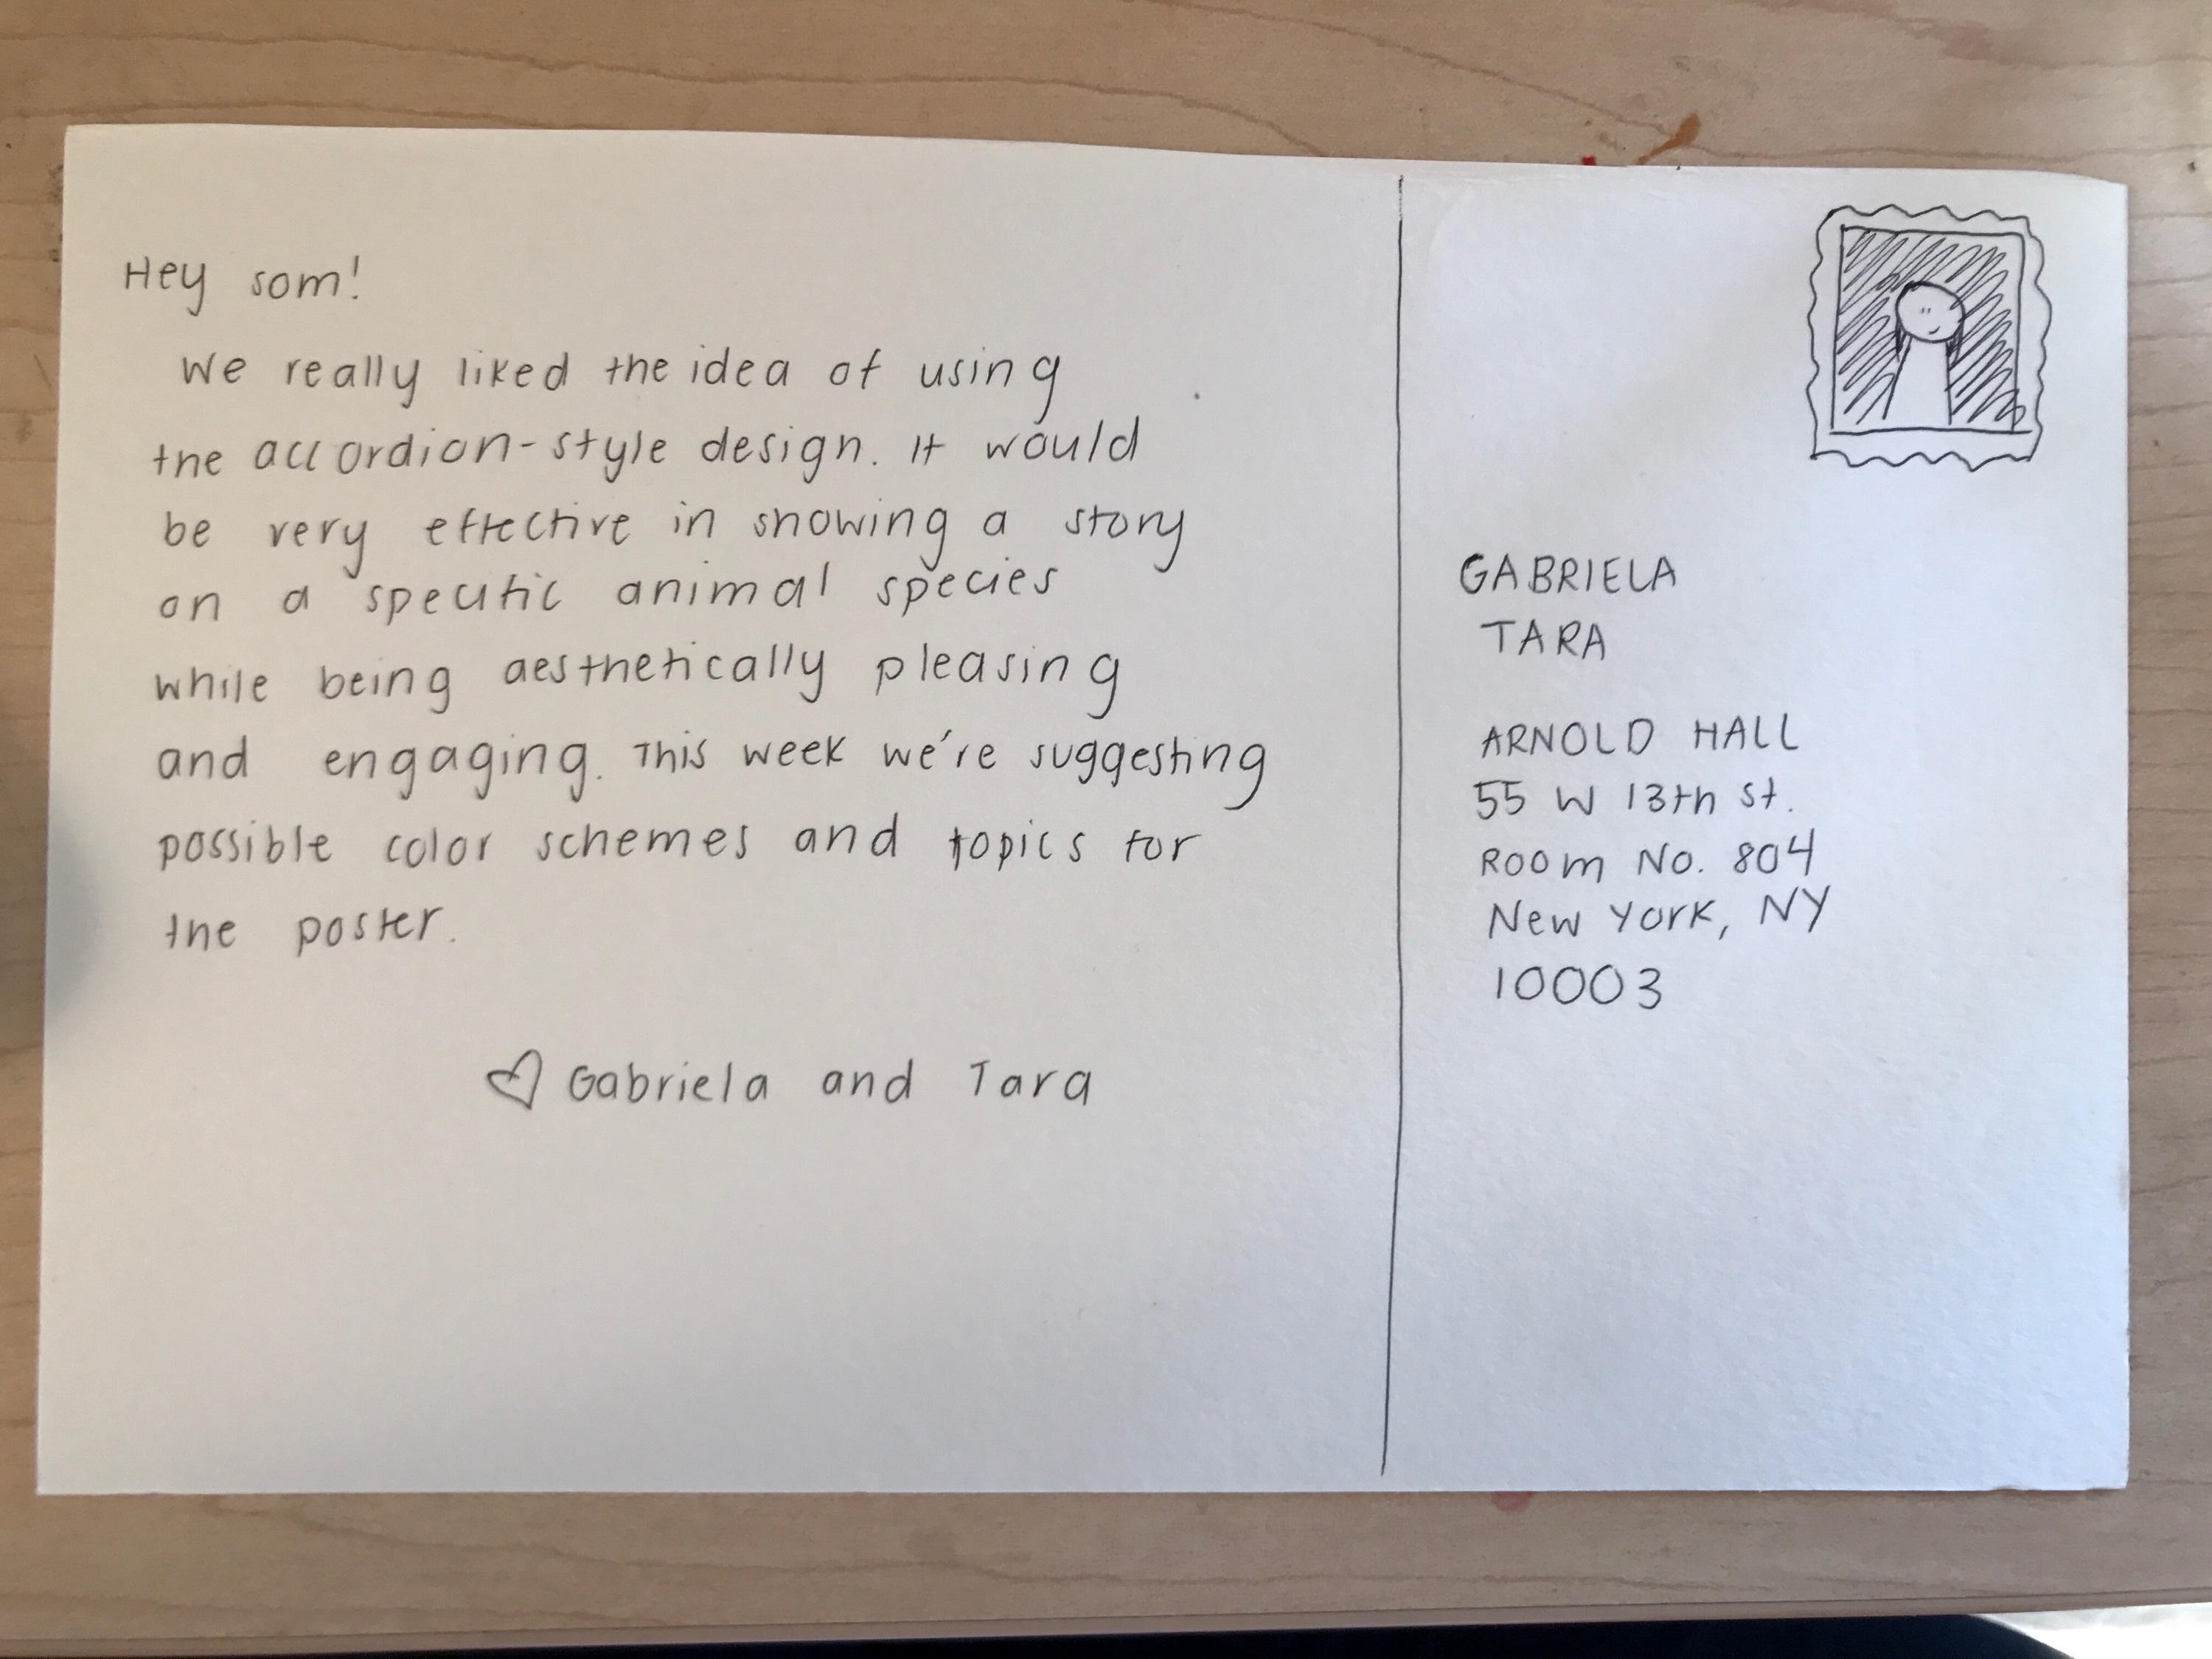 Hey som!
We really liked the idea of using
the accordion-style design. It would
be very effective in showing a story
on a specific animal species
while being aesthetically pleasing
and engaging. This week we're suggesting
possible color schemes and topics for
the poster.
♡ Gabriela and Tara
GABRIELA
TARA
ARNOLD HALL
55 W 13th st.
ROOM NO. 804
New York, NY
10003